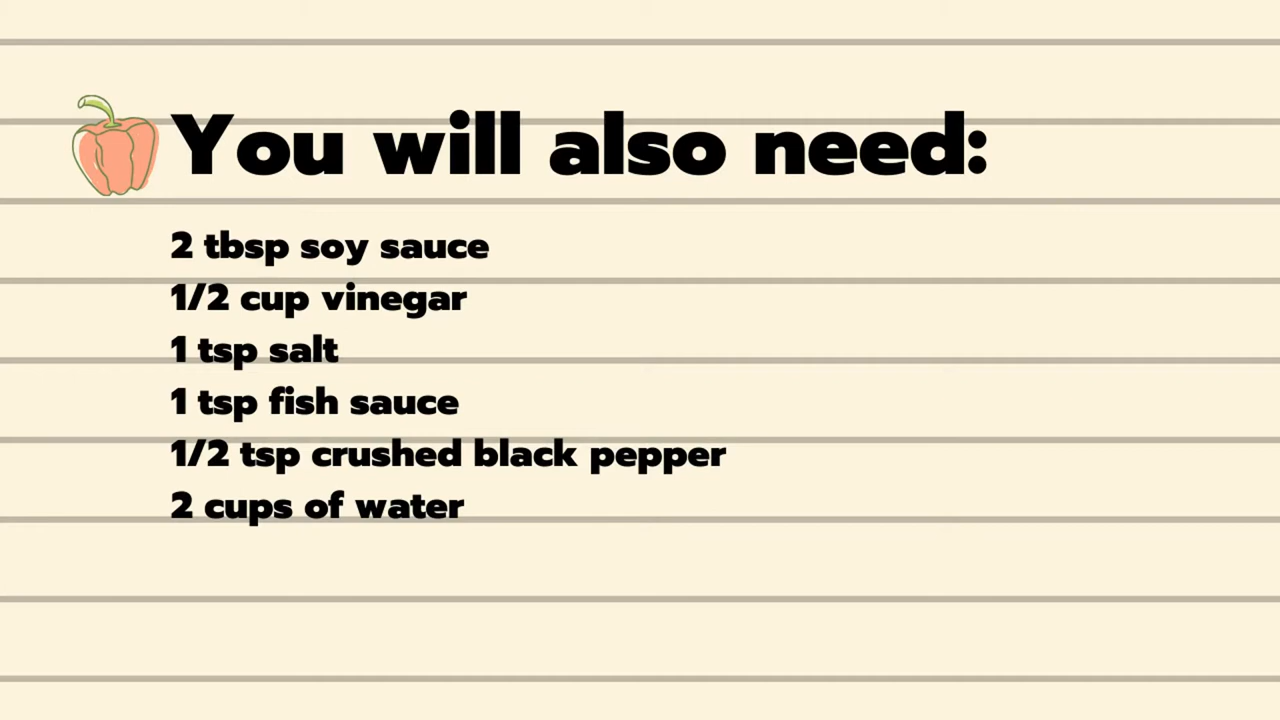 You will also need:
2 tbsp soy sauce
1/2 cup vinegar
1 tsp salt
1 tsp fish sauce
1/2 tsp crushed black pepper
2 cups of water